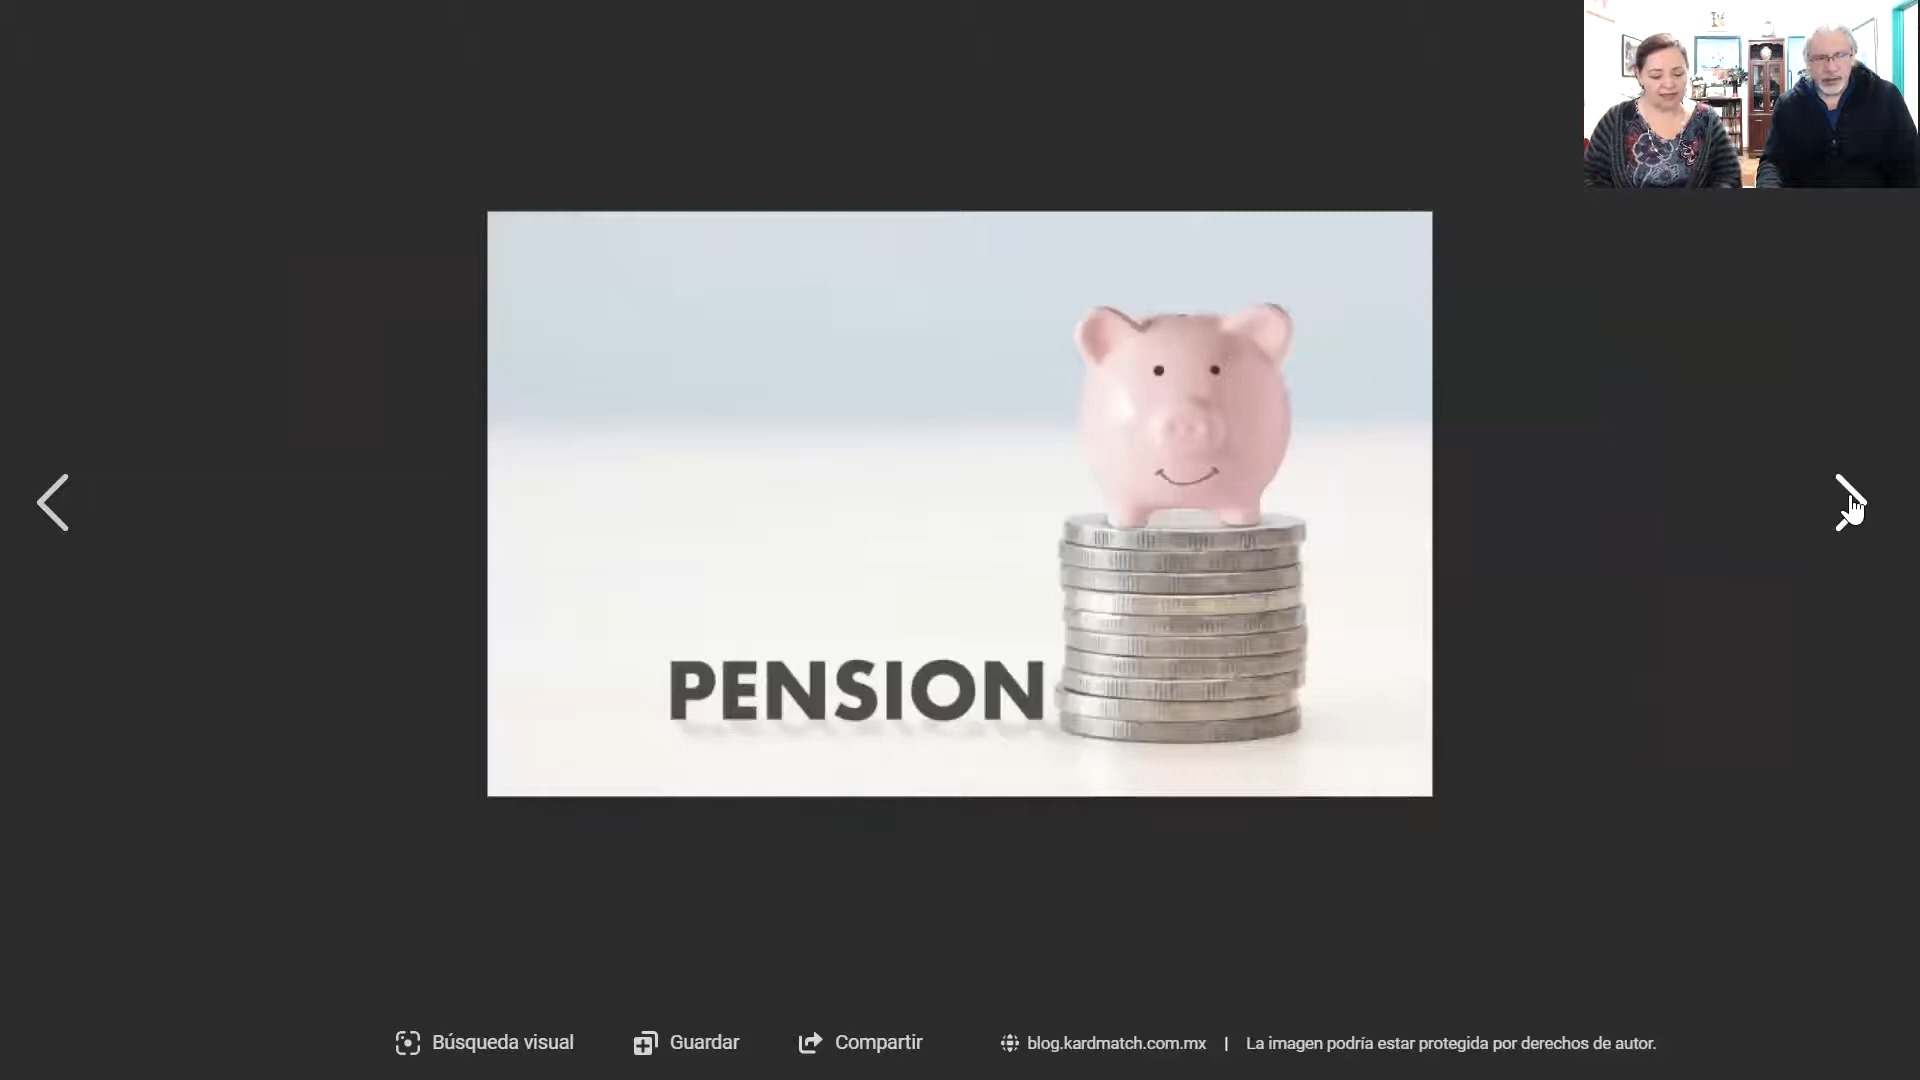 PENSION
Búsqueda visual
Guardar
Compartir
blog.kardmatch.com.mx | La imagen podría estar protegida por derechos de autor.